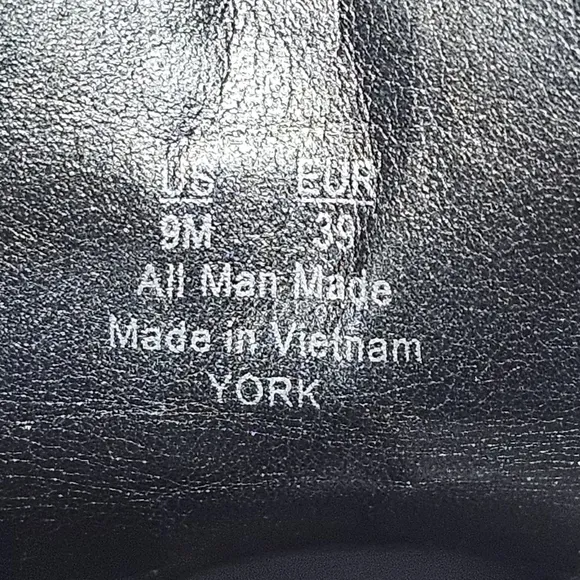 US EUR
9M 39
All Man Made
Made in Vietnam
YORK